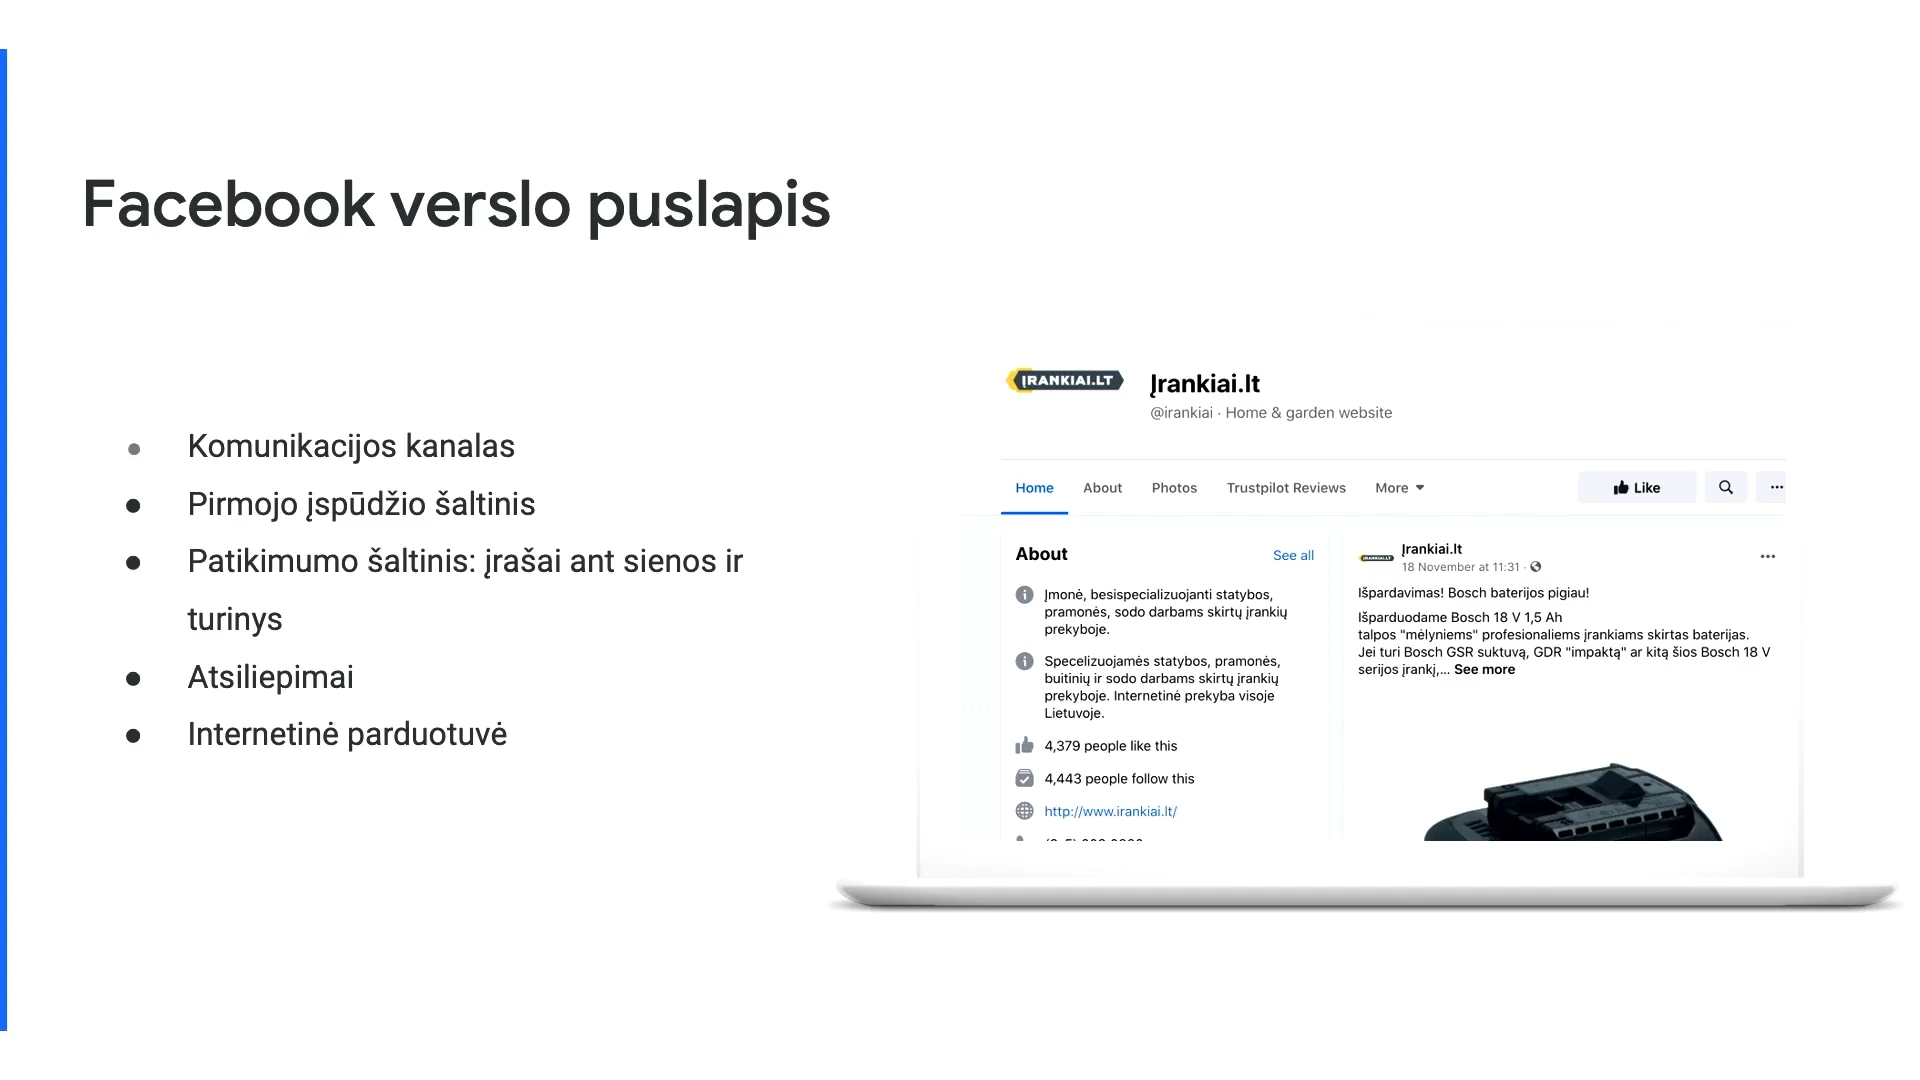 Facebook verslo puslapis
Komunikacijos kanalas
Pirmojo įspūdžio šaltinis
Patikimumo šaltinis: įrašai ant sienos ir
turinys
Atsiliepimai
Internetinė parduotuvė
ĮRANKIAI.LT
Įrankiai.lt
@irankiai · Home & garden website
Home About Photos Trustpilot Reviews More Like
About See all
Įmonė, besispecializuojanti statybos,
pramonės, sodo darbams skirtų įrankių
prekyboje.
Specelizuojamės statybos, pramonės,
buitinių ir sodo darbams skirtų įrankių
prekyboje. Internetinė prekyba visoje
Lietuvoje.
4,379 people like this
4,443 people follow this
http://www.irankiai.lt/
ĮRANKIAI.LT
Įrankiai.lt
18 November at 11:31 ·
Išpardavimas! Bosch baterijos pigiau!
Išparduodame Bosch 18 V 1,5 Ah
talpos "mėlyniems" profesionaliems įrankiams skirtas baterijas.
Jei turi Bosch GSR suktuvą, GDR "impaktą" ar kitą šios Bosch 18 V
serijos įrankį,... See more